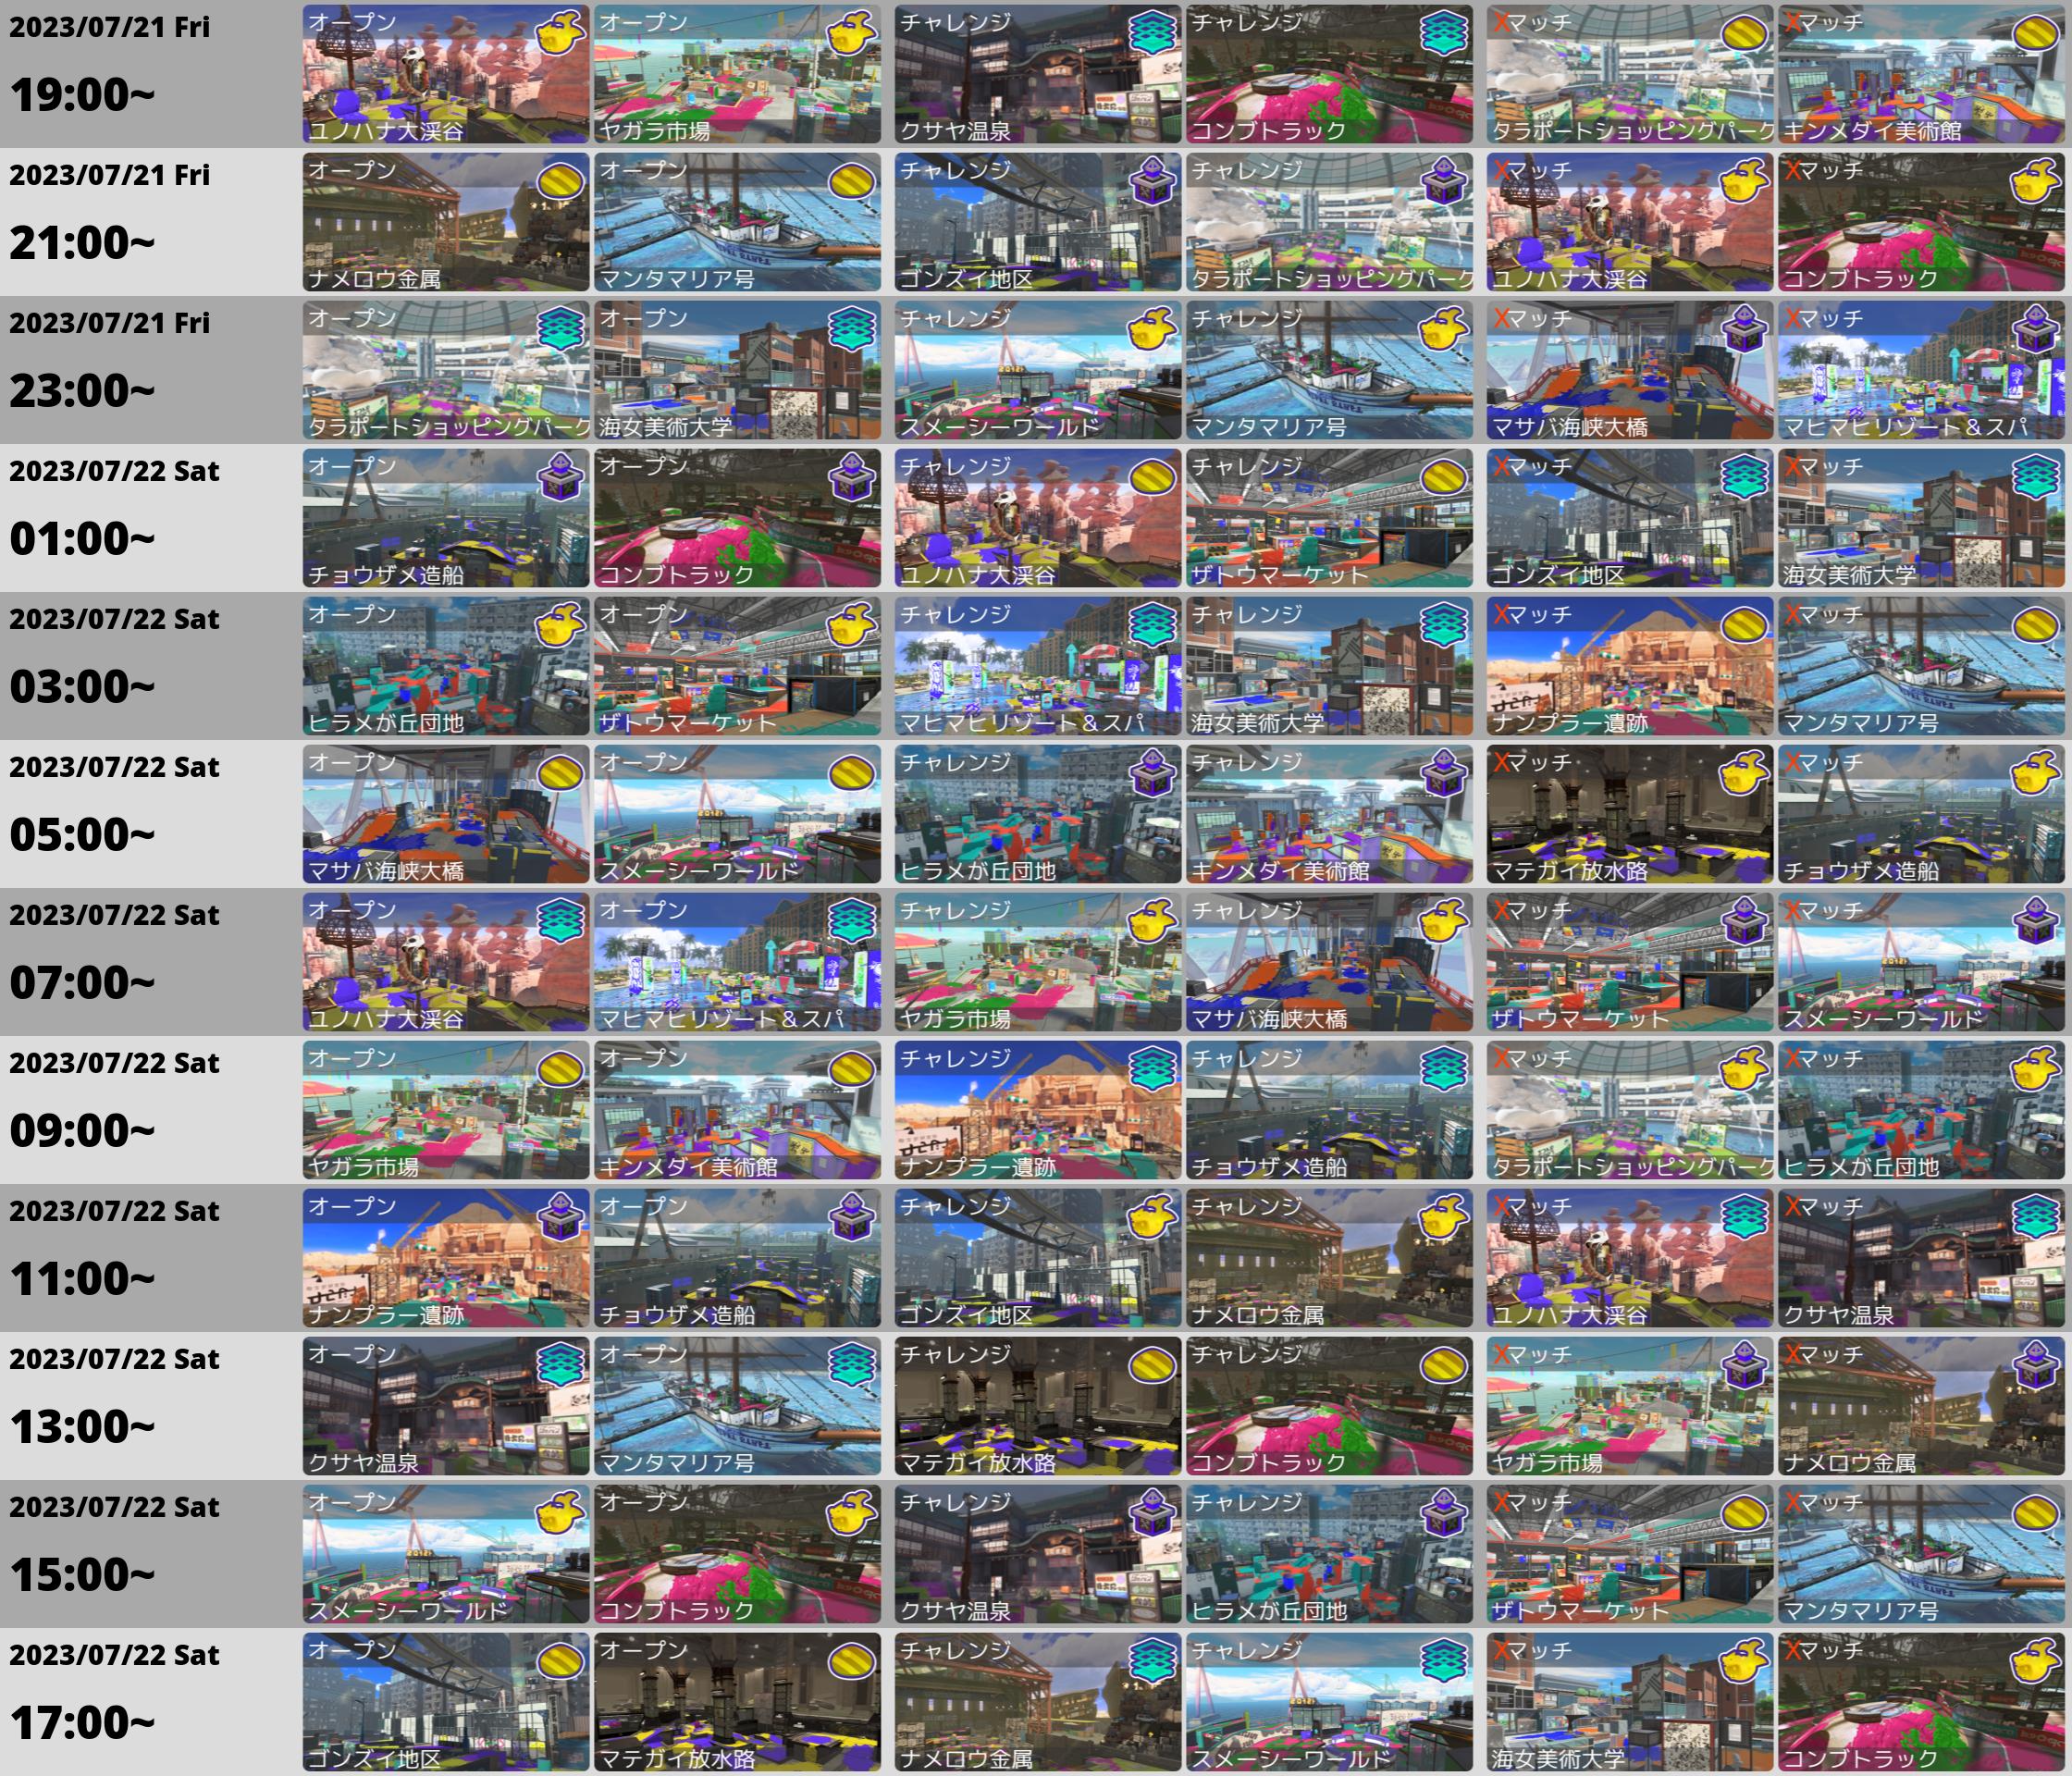 2023/07/21 Fri
19:00~
オープン
ユノハナ大渓谷
オープン
ヤガラ市場
チャレンジ
クサヤ温泉
チャレンジ
コンブトラック
Xマッチ
タラポートショッピングパーク
Xマッチ
キンメダイ美術館
2023/07/21 Fri
21:00~
オープン
ナメロウ金属
オープン
マンタマリア号
チャレンジ
ゴンズイ地区
チャレンジ
タラポートショッピングパーク
Xマッチ
ユノハナ大渓谷
Xマッチ
コンブトラック
2023/07/21 Fri
23:00~
オープン
タラポートショッピングパーク
オープン
海女美術大学
チャレンジ
スメーシーワールド
チャレンジ
マンタマリア号
Xマッチ
マサバ海峡大橋
Xマッチ
マヒマヒリゾート＆スパ
2023/07/22 Sat
01:00~
オープン
チョウザメ造船
オープン
コンブトラック
チャレンジ
ユノハナ大渓谷
チャレンジ
ザトウマーケット
Xマッチ
ゴンズイ地区
Xマッチ
海女美術大学
2023/07/22 Sat
03:00~
オープン
ヒラメが丘団地
オープン
ザトウマーケット
チャレンジ
マヒマヒリゾート＆スパ
チャレンジ
海女美術大学
Xマッチ
ナンプラー遺跡
Xマッチ
マンタマリア号
2023/07/22 Sat
05:00~
オープン
マサバ海峡大橋
オープン
スメーシーワールド
チャレンジ
ヒラメが丘団地
チャレンジ
キンメダイ美術館
Xマッチ
マテガイ放水路
Xマッチ
チョウザメ造船
2023/07/22 Sat
07:00~
オープン
ユノハナ大渓谷
オープン
マヒマヒリゾート＆スパ
チャレンジ
ヤガラ市場
チャレンジ
マサバ海峡大橋
Xマッチ
ザトウマーケット
Xマッチ
スメーシーワールド
2023/07/22 Sat
09:00~
オープン
ヤガラ市場
オープン
キンメダイ美術館
チャレンジ
ナンプラー遺跡
チャレンジ
チョウザメ造船
Xマッチ
タラポートショッピングパーク
Xマッチ
ヒラメが丘団地
2023/07/22 Sat
11:00~
オープン
ナンプラー遺跡
オープン
チョウザメ造船
チャレンジ
ゴンズイ地区
チャレンジ
ナメロウ金属
Xマッチ
ユノハナ大渓谷
Xマッチ
クサヤ温泉
2023/07/22 Sat
13:00~
オープン
クサヤ温泉
オープン
マンタマリア号
チャレンジ
マテガイ放水路
チャレンジ
コンブトラック
Xマッチ
ヤガラ市場
Xマッチ
ナメロウ金属
2023/07/22 Sat
15:00~
オープン
スメーシーワールド
オープン
コンブトラック
チャレンジ
クサヤ温泉
チャレンジ
ヒラメが丘団地
Xマッチ
ザトウマーケット
Xマッチ
マンタマリア号
2023/07/22 Sat
17:00~
オープン
ゴンズイ地区
オープン
マテガイ放水路
チャレンジ
ナメロウ金属
チャレンジ
スメーシーワールド
Xマッチ
海女美術大学
Xマッチ
コンブトラック